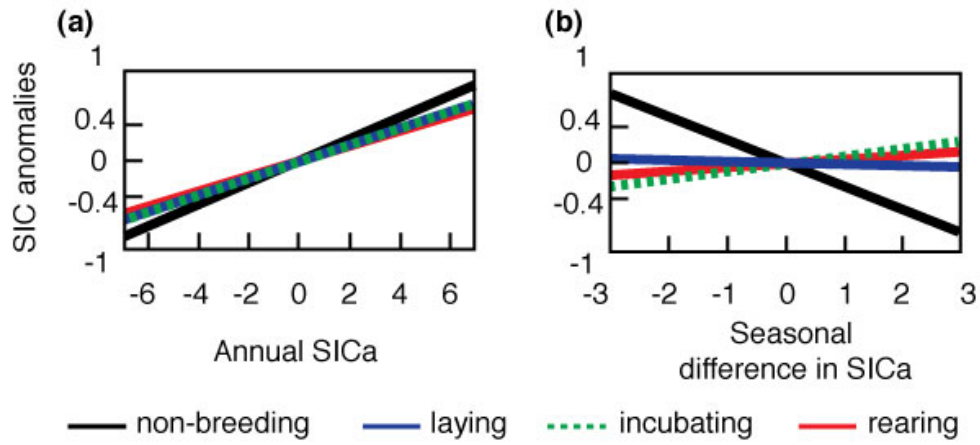 (a)
(b)
SIC anomalies
1
0.4
0
-0.4
-1
-6 -4 -2 0 2 4 6
Annual SICa
1
0.4
0
-0.4
-1
-3 -2 -1 0 1 2 3
Seasonal
difference in SICa
non-breeding laying incubating rearing